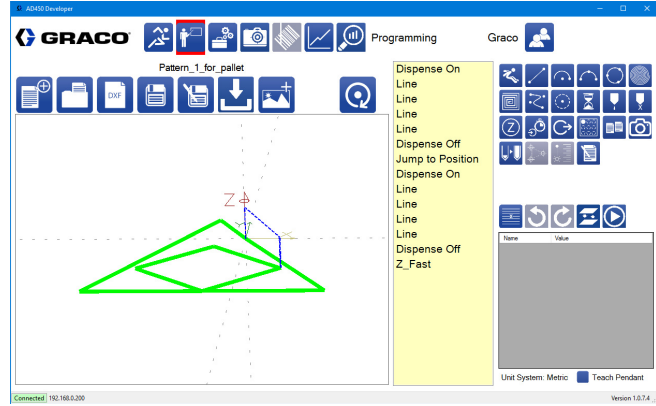 AD450 Developer
GRACO
Programming
Graco
Pattern_1_for_pallet
DXF
Z
X
Dispense On
Line
Line
Line
Line
Dispense Off
Jump to Position
Dispense On
Line
Line
Line
Line
Dispense Off
Z_Fast
Z
Name Value
Unit System: Metric Teach Pendant
Connected 192.168.0.200
Version 1.0.7.4